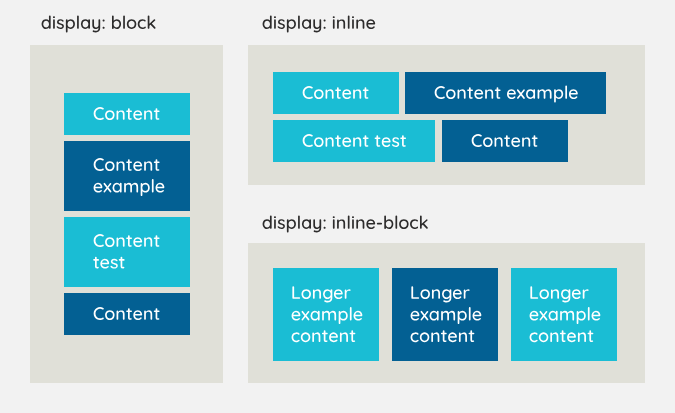 display: block
Content
Content
example
Content
test
Content
display: inline
Content
Content example
Content test
Content
display: inline-block
Longer
example
content
Longer
example
content
Longer
example
content